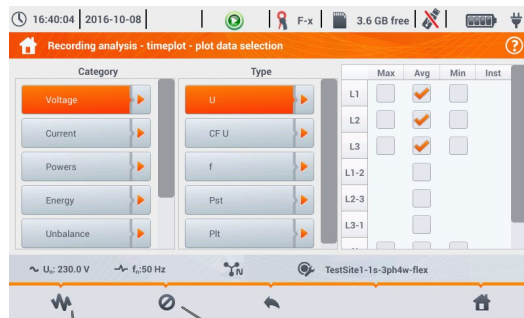 16:40:04 2016-10-08 F-x 3.6 GB free
Recording analysis - timeplot - plot data selection ?
Category Type Max Avg Min Inst
Voltage U L1
L2
Current CF U L3
Powers f L1-2
Energy Pst L2-3
Unbalance Plt L3-1
Uₙ: 230.0 V fₙ:50 Hz N TestSite1-1s-3ph4w-flex